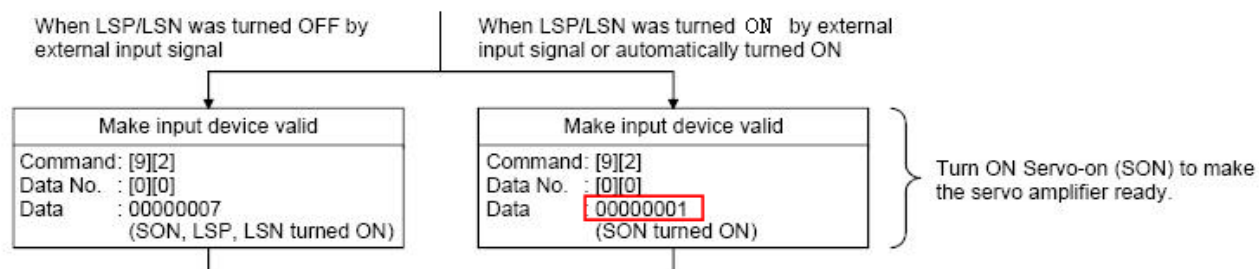 When LSP/LSN was turned OFF by
external input signal
When LSP/LSN was turned ON by external
input signal or automatically turned ON
Make input device valid
Command: [9][2]
Data No. : [0][0]
Data : 00000007
(SON, LSP, LSN turned ON)
Make input device valid
Command: [9][2]
Data No. : [0][0]
Data : 00000001
(SON turned ON)
Turn ON Servo-on (SON) to make
the servo amplifier ready.